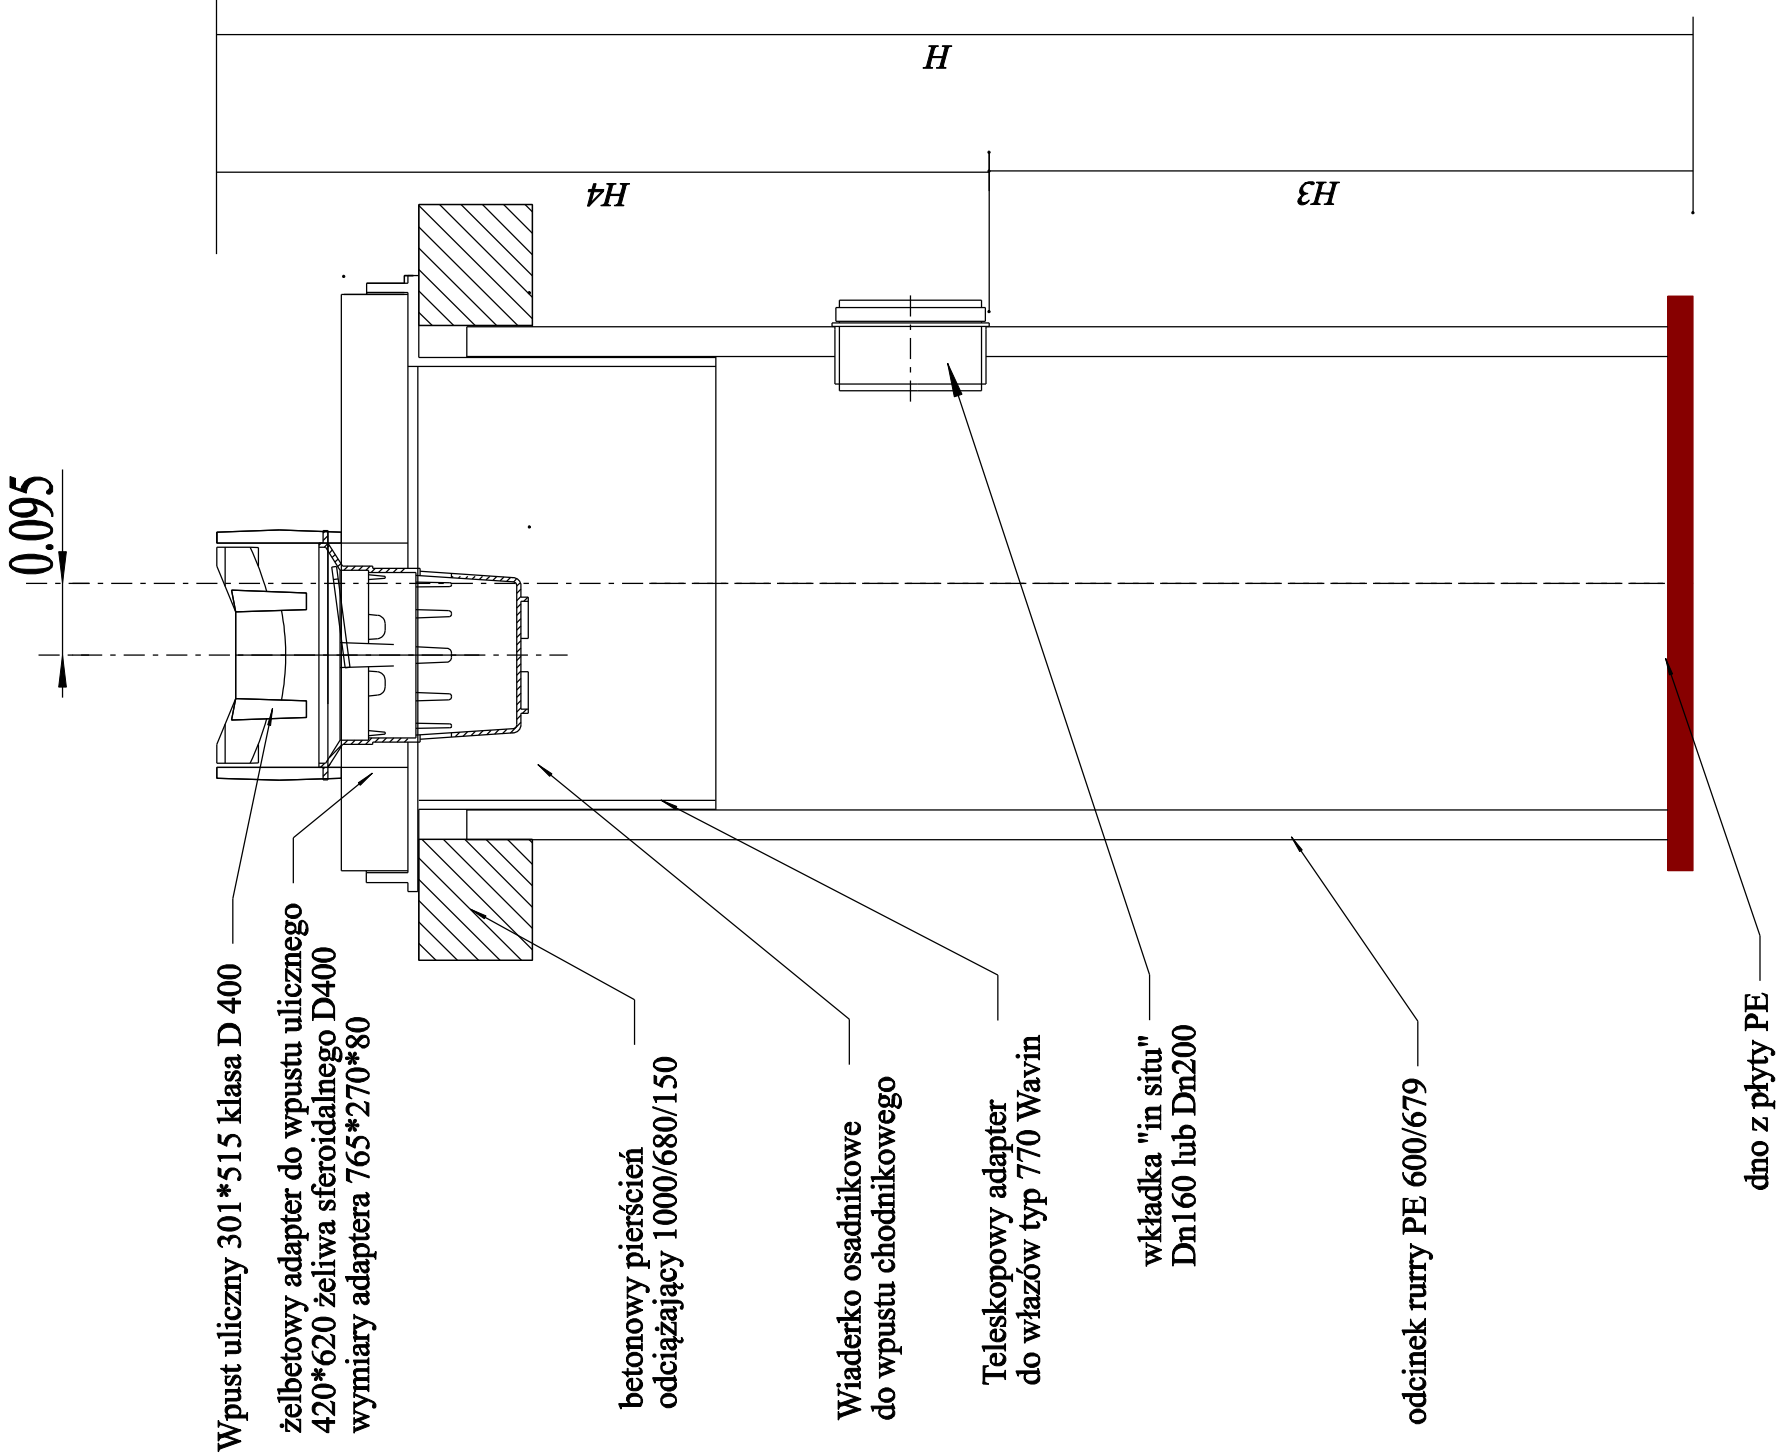 H
H4
H3
0.095
Wpust uliczny 301*515 klasa D 400
żelbetowy adapter do wpustu ulicznego
420*620 żeliwa sferoidalnego D400
wymiary adaptera 765*270*80
betonowy pierścień
odciążający 1000/680/150
Wiaderko osadnikowe
do wpustu chodnikowego
Teleskopowy adapter
do włazów typ 770 Wavin
wkładka "in situ"
Dn160 lub Dn200
odcinek rurry PE 600/679
dno z płyty PE